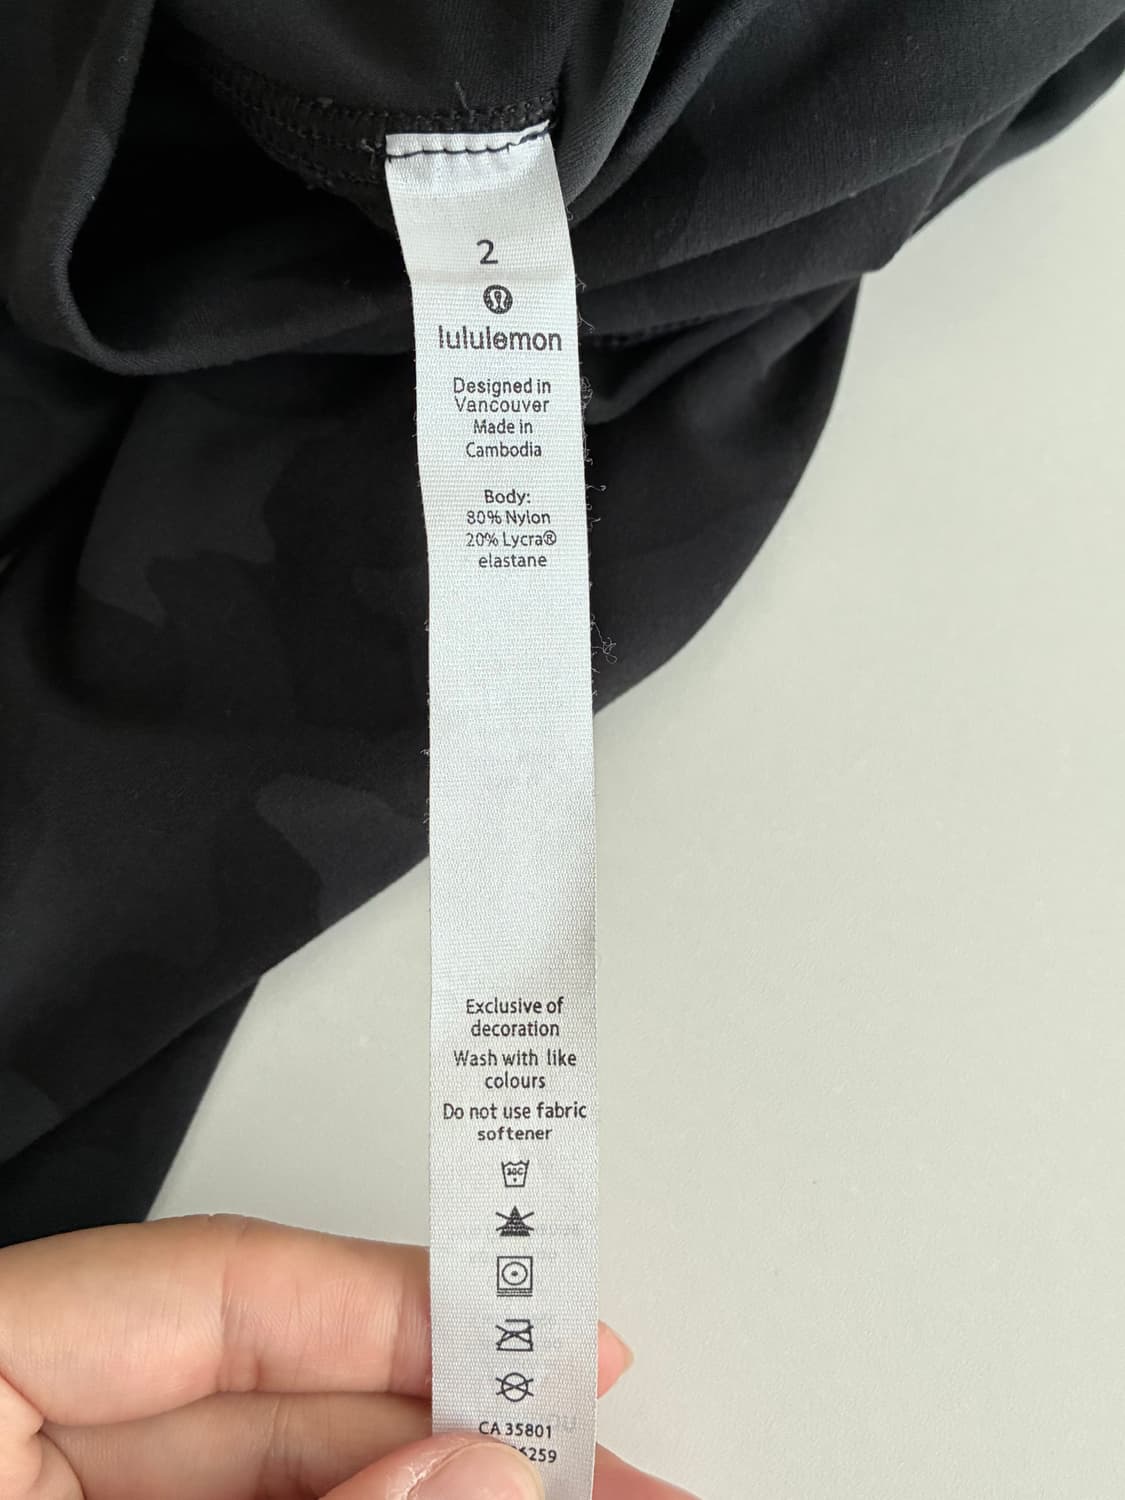 2
lululemon
Designed in
Vancouver
Made in
Cambodia
Body:
80% Nylon
20% Lycra®
elastane
Exclusive of
decoration
Wash with like
colours
Do not use fabric
softener
30C
CA 35801